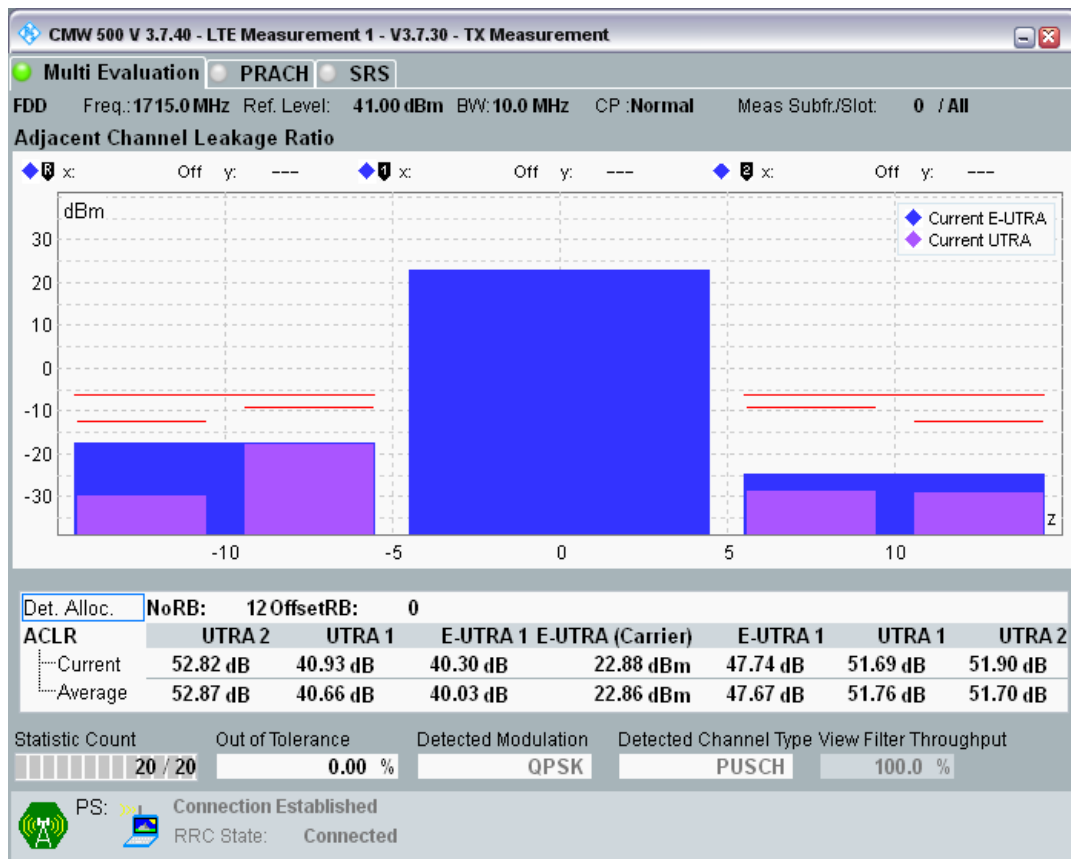 CMW 500 V 3.7.40 - LTE Measurement 1 - V3.7.30 - TX Measurement
Multi Evaluation PRACH SRS
FDD Freq.:1715.0 MHz Ref. Level: 41.00 dBm BW:10.0 MHz CP :Normal Meas Subfr./Slot: 0 / All
Adjacent Channel Leakage Ratio
R x: Off y: --- 1 x: Off y: --- 2 x: Off y: ---
dBm
Current E-UTRA
Current UTRA
30
20
10
0
-10
-20
-30
z
-10 -5 0 5 10
Det. Alloc. NoRB: 12 OffsetRB: 0
ACLR UTRA 2 UTRA 1 E-UTRA 1 E-UTRA (Carrier) E-UTRA 1 UTRA 1 UTRA 2
Current 52.82 dB 40.93 dB 40.30 dB 22.88 dBm 47.74 dB 51.69 dB 51.90 dB
Average 52.87 dB 40.66 dB 40.03 dB 22.86 dBm 47.67 dB 51.76 dB 51.70 dB
Statistic Count Out of Tolerance Detected Modulation Detected Channel Type View Filter Throughput
20 / 20 0.00 % QPSK PUSCH 100.0 %
PS: Connection Established
RRC State: Connected